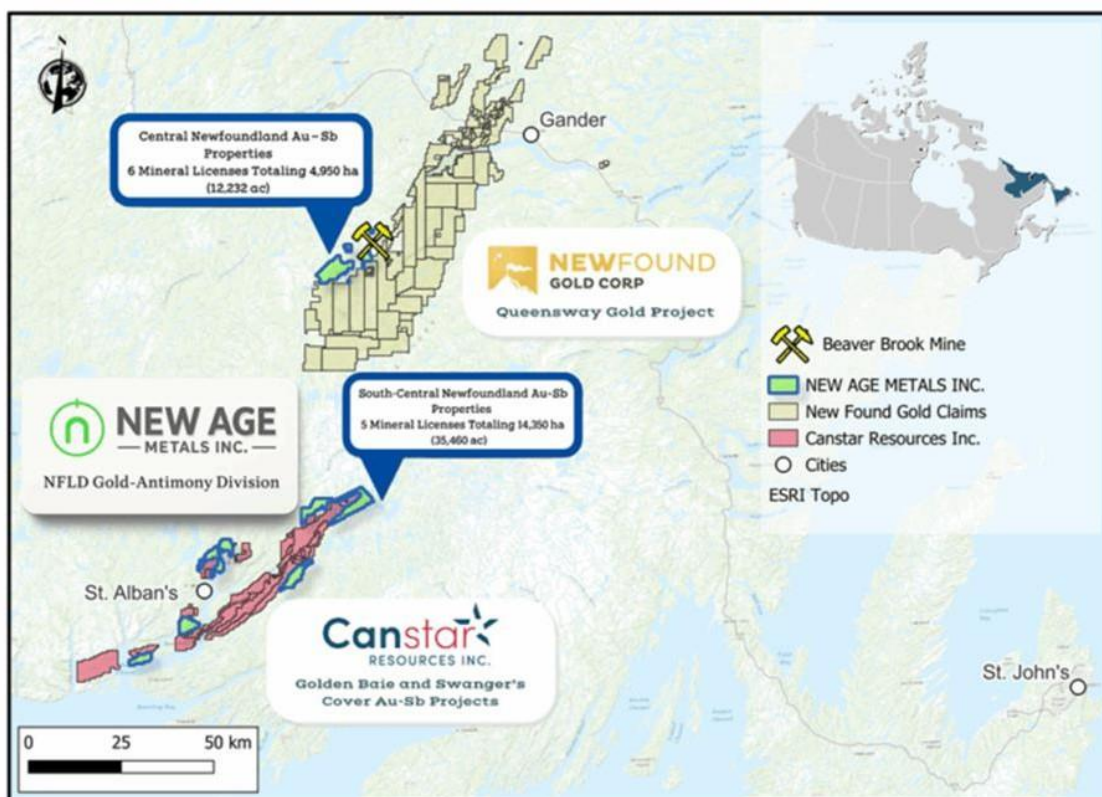 Central Newfoundland Au-Sb
Properties
6 Mineral Licenses Totaling 4,950 ha
(12,232 ac)
Gander
NEWFOUND
GOLD CORP
Queensway Gold Project
Beaver Brook Mine
NEW AGE METALS INC.
New Found Gold Claims
Canstar Resources Inc.
Cities
ESRI Topo
South-Central Newfoundland Au-Sb
Properties
5 Mineral Licenses Totaling 14,350 ha
(35,460 ac)
NEW AGE
METALS INC.
NFLD Gold-Antimony Division
St. Alban's
Canstar
RESOURCES INC.
Golden Baie and Swanger's
Cover Au-Sb Projects
St. John's
0 25 50 km